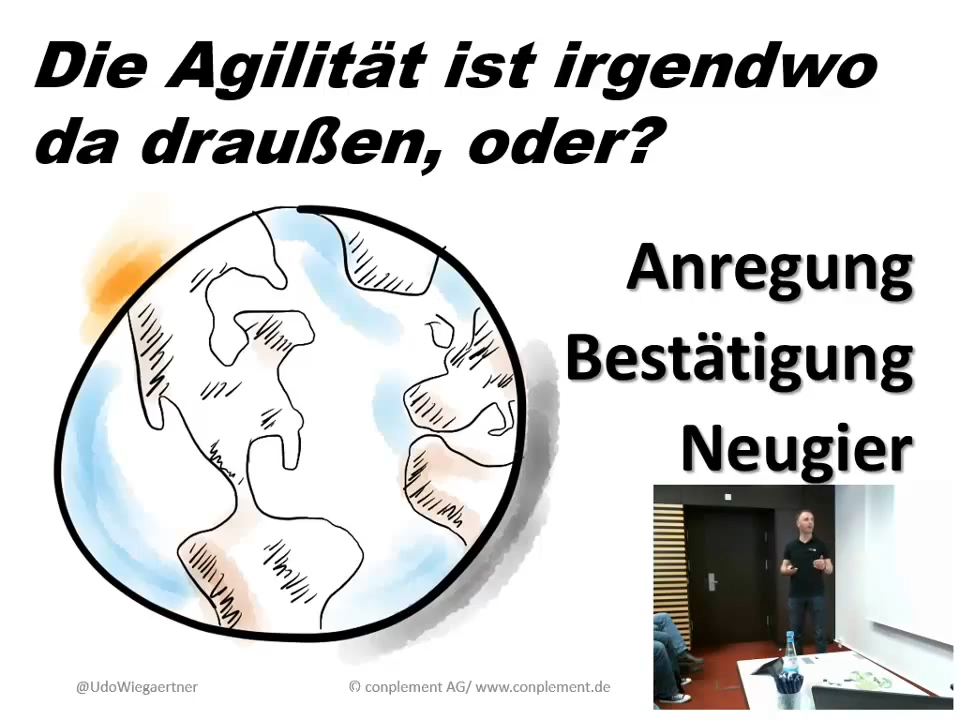 Die Agilität ist irgendwo
da draußen, oder?
Anregung
Bestätigung
Neugier
@UdoWiegaertner
© conplement AG/ www.conplement.de